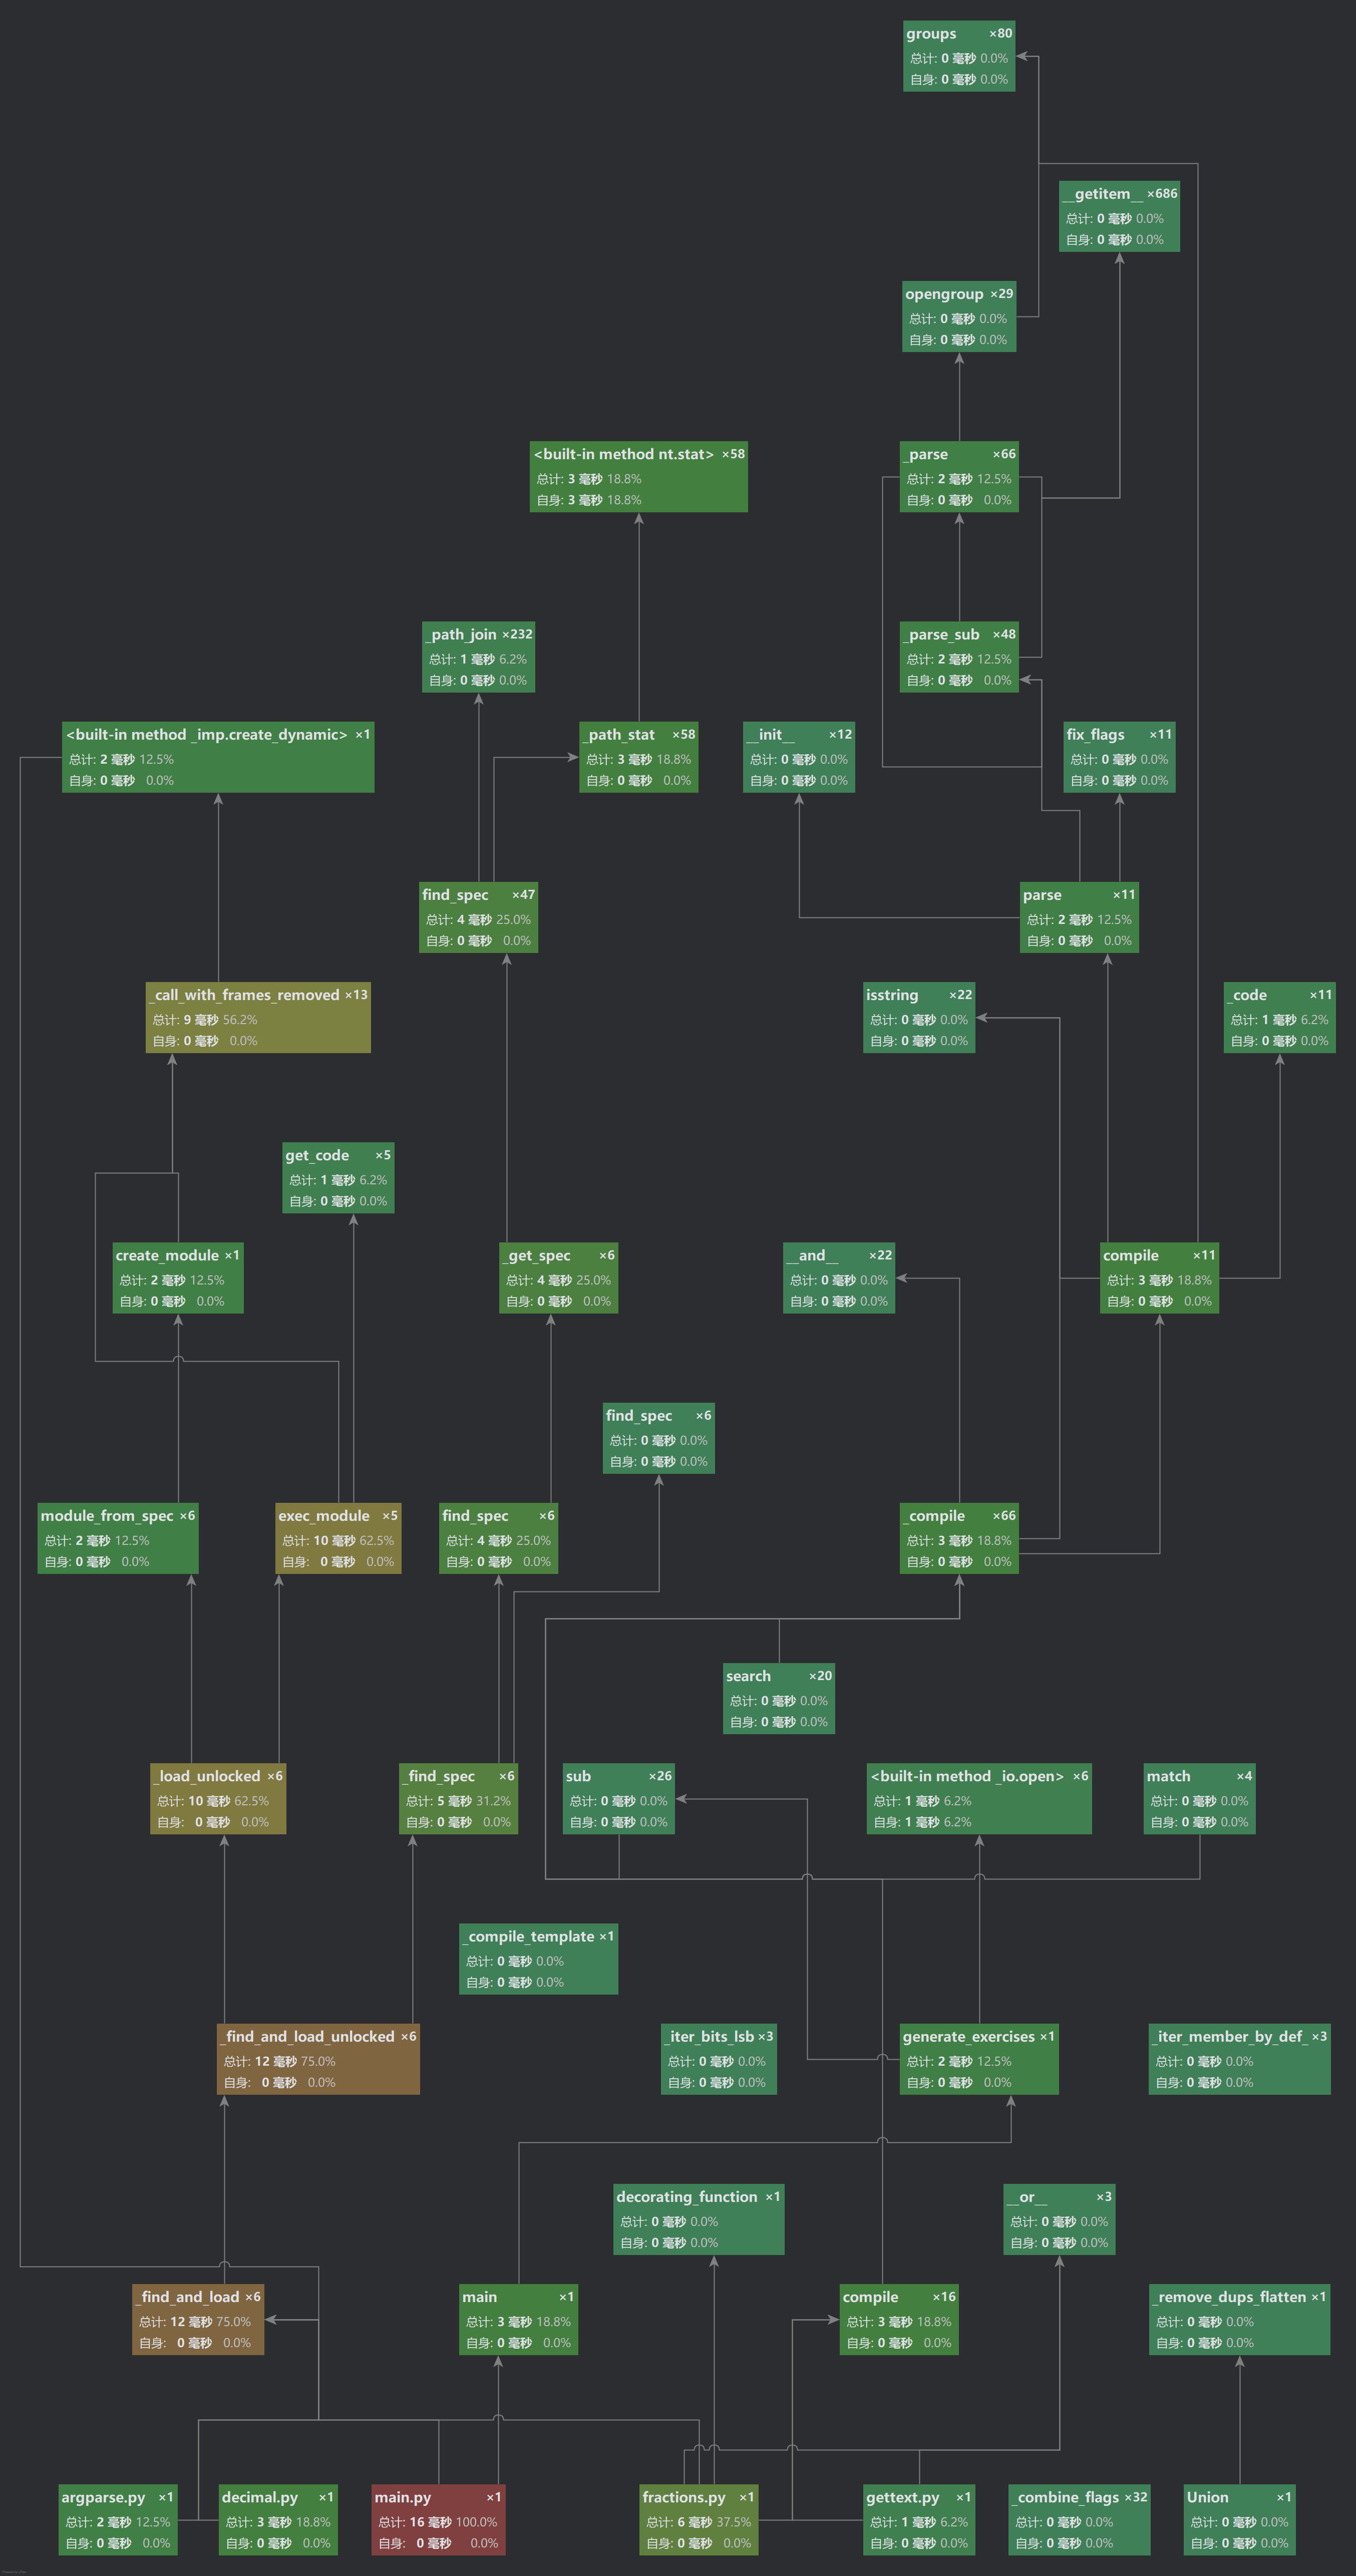 groups ×80
总计: 0 毫秒 0.0%
自身: 0 毫秒 0.0%
__getitem__ ×686
总计: 0 毫秒 0.0%
自身: 0 毫秒 0.0%
opengroup ×29
总计: 0 毫秒 0.0%
自身: 0 毫秒 0.0%
<built-in method nt.stat> ×58
总计: 3 毫秒 18.8%
自身: 3 毫秒 18.8%
_parse ×66
总计: 2 毫秒 12.5%
自身: 0 毫秒 0.0%
_path_join ×232
总计: 1 毫秒 6.2%
自身: 0 毫秒 0.0%
_parse_sub ×48
总计: 2 毫秒 12.5%
自身: 0 毫秒 0.0%
<built-in method _imp.create_dynamic> ×1
总计: 2 毫秒 12.5%
自身: 0 毫秒 0.0%
_path_stat ×58
总计: 3 毫秒 18.8%
自身: 0 毫秒 0.0%
__init__ ×12
总计: 0 毫秒 0.0%
自身: 0 毫秒 0.0%
fix_flags ×11
总计: 0 毫秒 0.0%
自身: 0 毫秒 0.0%
find_spec ×47
总计: 4 毫秒 25.0%
自身: 0 毫秒 0.0%
parse ×11
总计: 2 毫秒 12.5%
自身: 0 毫秒 0.0%
_call_with_frames_removed ×13
总计: 9 毫秒 56.2%
自身: 0 毫秒 0.0%
isstring ×22
总计: 0 毫秒 0.0%
自身: 0 毫秒 0.0%
_code ×11
总计: 1 毫秒 6.2%
自身: 0 毫秒 0.0%
get_code ×5
总计: 1 毫秒 6.2%
自身: 0 毫秒 0.0%
create_module ×1
总计: 2 毫秒 12.5%
自身: 0 毫秒 0.0%
_get_spec ×6
总计: 4 毫秒 25.0%
自身: 0 毫秒 0.0%
__and__ ×22
总计: 0 毫秒 0.0%
自身: 0 毫秒 0.0%
compile ×11
总计: 3 毫秒 18.8%
自身: 0 毫秒 0.0%
find_spec ×6
总计: 0 毫秒 0.0%
自身: 0 毫秒 0.0%
module_from_spec ×6
总计: 2 毫秒 12.5%
自身: 0 毫秒 0.0%
exec_module ×5
总计: 10 毫秒 62.5%
自身: 0 毫秒 0.0%
find_spec ×6
总计: 4 毫秒 25.0%
自身: 0 毫秒 0.0%
_compile ×66
总计: 3 毫秒 18.8%
自身: 0 毫秒 0.0%
search ×20
总计: 0 毫秒 0.0%
自身: 0 毫秒 0.0%
_load_unlocked ×6
总计: 10 毫秒 62.5%
自身: 0 毫秒 0.0%
_find_spec ×6
总计: 5 毫秒 31.2%
自身: 0 毫秒 0.0%
sub ×26
总计: 0 毫秒 0.0%
自身: 0 毫秒 0.0%
<built-in method _io.open> ×6
总计: 1 毫秒 6.2%
自身: 1 毫秒 6.2%
match ×4
总计: 0 毫秒 0.0%
自身: 0 毫秒 0.0%
_compile_template ×1
总计: 0 毫秒 0.0%
自身: 0 毫秒 0.0%
_find_and_load_unlocked ×6
总计: 12 毫秒 75.0%
自身: 0 毫秒 0.0%
_iter_bits_lsb ×3
总计: 0 毫秒 0.0%
自身: 0 毫秒 0.0%
generate_exercises ×1
总计: 2 毫秒 12.5%
自身: 0 毫秒 0.0%
_iter_member_by_def_ ×3
总计: 0 毫秒 0.0%
自身: 0 毫秒 0.0%
decorating_function ×1
总计: 0 毫秒 0.0%
自身: 0 毫秒 0.0%
__or__ ×3
总计: 0 毫秒 0.0%
自身: 0 毫秒 0.0%
_find_and_load ×6
总计: 12 毫秒 75.0%
自身: 0 毫秒 0.0%
main ×1
总计: 3 毫秒 18.8%
自身: 0 毫秒 0.0%
compile ×16
总计: 3 毫秒 18.8%
自身: 0 毫秒 0.0%
_remove_dups_flatten ×1
总计: 0 毫秒 0.0%
自身: 0 毫秒 0.0%
argparse.py ×1
总计: 2 毫秒 12.5%
自身: 0 毫秒 0.0%
decimal.py ×1
总计: 3 毫秒 18.8%
自身: 0 毫秒 0.0%
main.py ×1
总计: 16 毫秒 100.0%
自身: 0 毫秒 0.0%
fractions.py ×1
总计: 6 毫秒 37.5%
自身: 0 毫秒 0.0%
gettext.py ×1
总计: 1 毫秒 6.2%
自身: 0 毫秒 0.0%
_combine_flags ×32
总计: 0 毫秒 0.0%
自身: 0 毫秒 0.0%
Union ×1
总计: 0 毫秒 0.0%
自身: 0 毫秒 0.0%